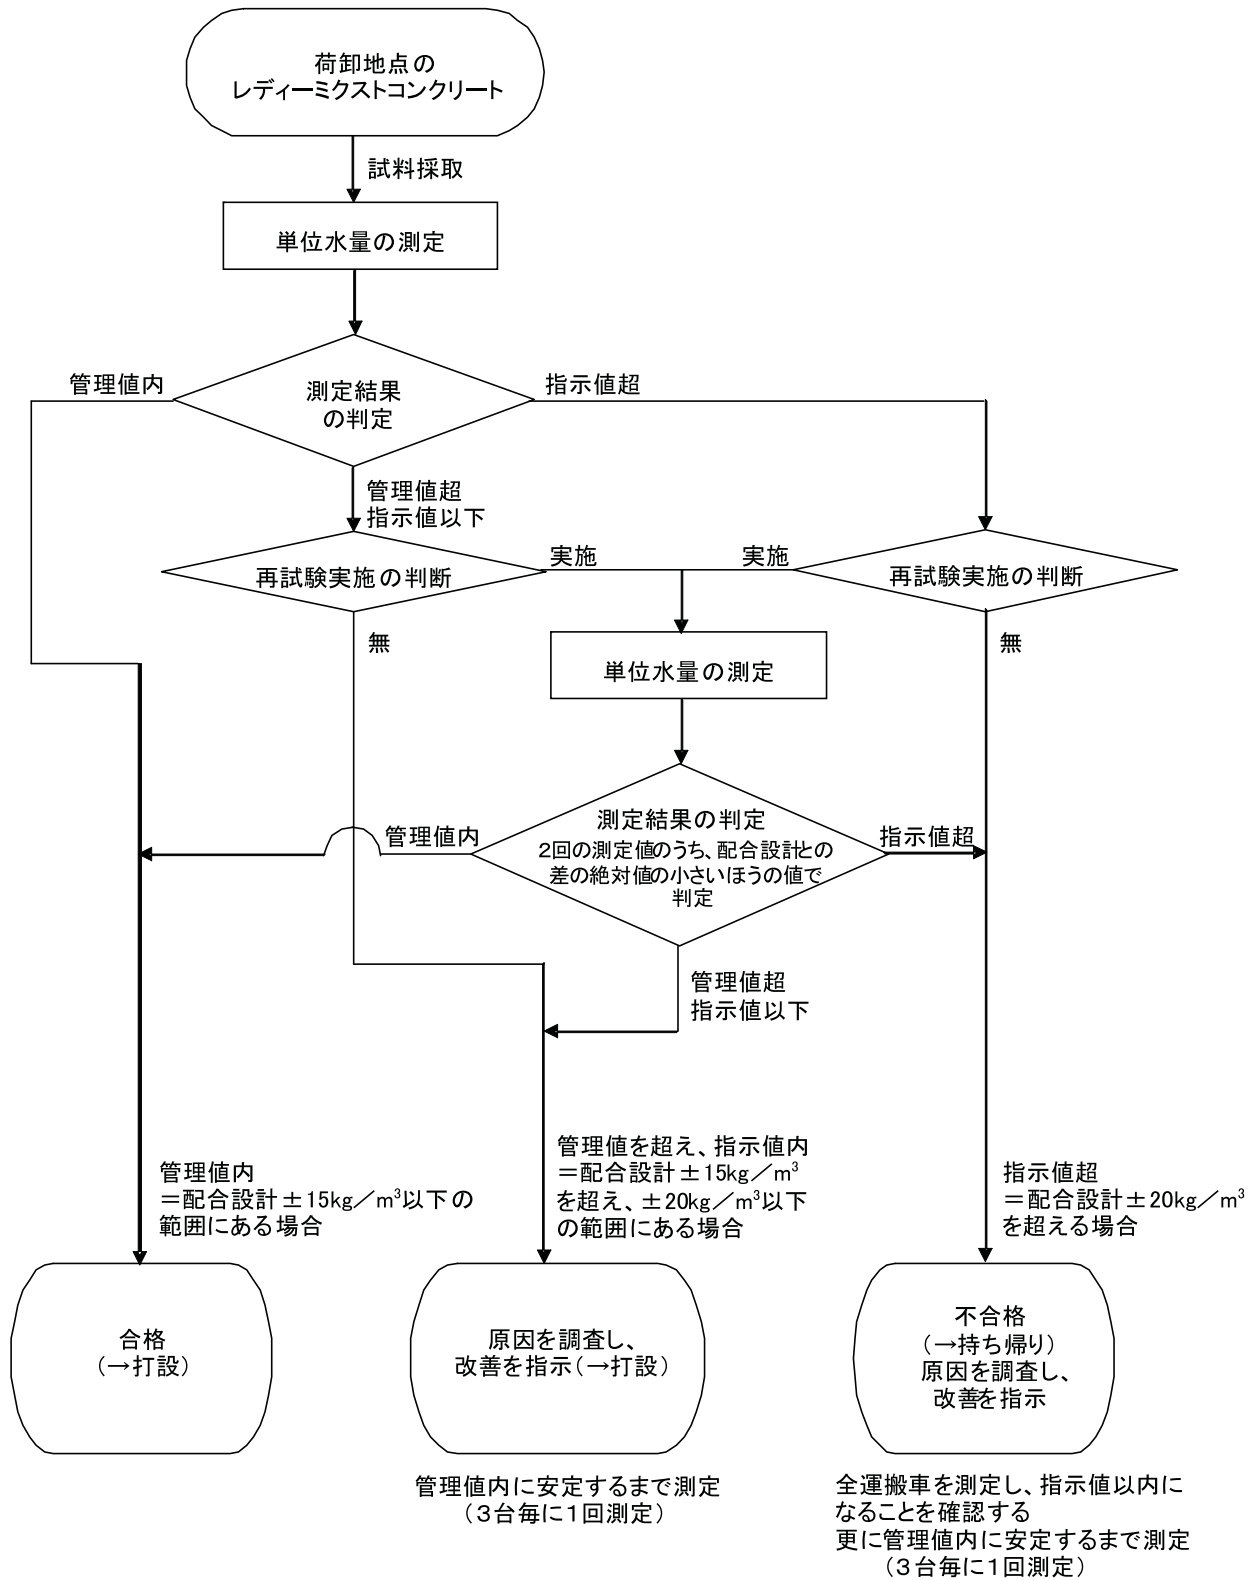 荷卸地点の
レディーミクストコンクリート
試料採取
単位水量の測定
管理値内
測定結果
の判定
指示値超
管理値超
指示値以下
再試験実施の判断
実施
実施
再試験実施の判断
無
無
単位水量の測定
管理値内
測定結果の判定
2回の測定値のうち、配合設計との
差の絶対値の小さいほうの値で
判定
指示値超
管理値超
指示値以下
管理値内
＝配合設計±15kg／m³以下の
範囲にある場合
管理値を超え、指示値内
＝配合設計±15kg／m³
を超え、±20kg／m³以下
の範囲にある場合
指示値超
＝配合設計±20kg／m³
を超える場合
合格
（→打設）
原因を調査し、
改善を指示（→打設）
不合格
（→持ち帰り）
原因を調査し、
改善を指示
管理値内に安定するまで測定
（３台毎に１回測定）
全運搬車を測定し、指示値以内に
なることを確認する
更に管理値内に安定するまで測定
（３台毎に１回測定）